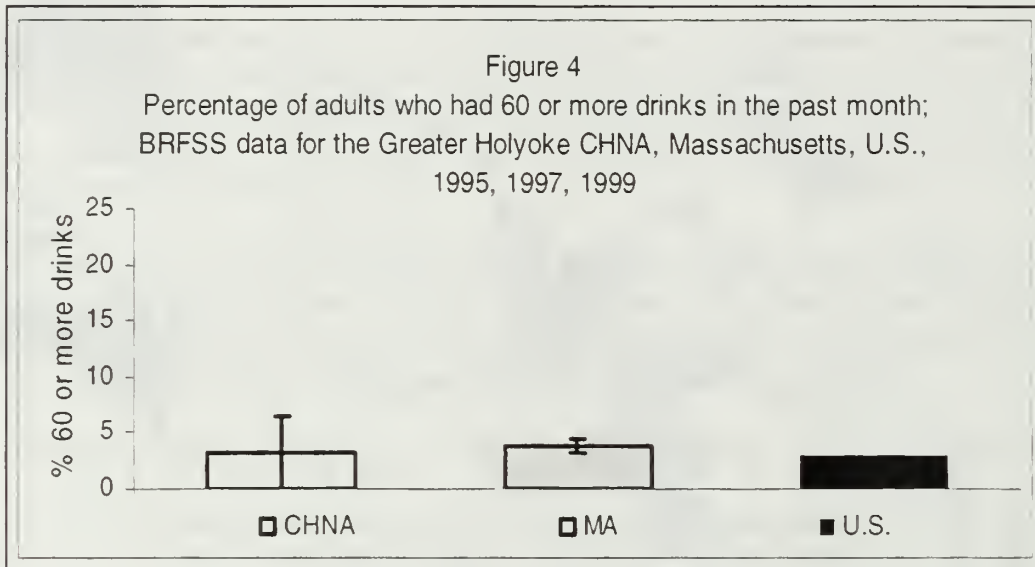 Figure 4
Percentage of adults who had 60 or more drinks in the past month;
BRFSS data for the Greater Holyoke CHNA, Massachusetts, U.S.,
1995, 1997, 1999
% 60 or more drinks
25
20
15
10
5
0
CHNA
MA
U.S.